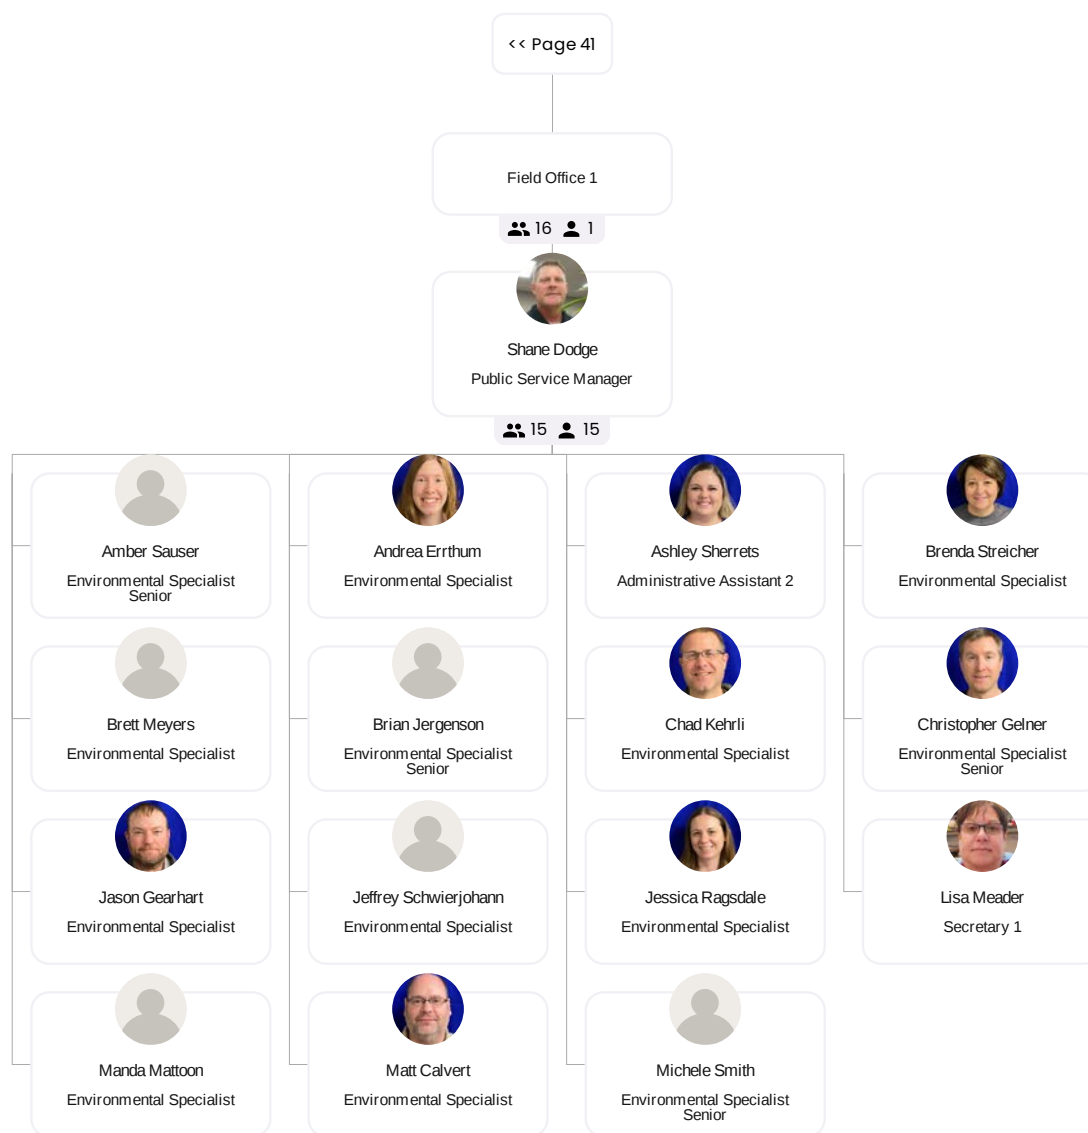 << Page 41
Field Office 1
16 1
Shane Dodge
Public Service Manager
15 15
Amber Sauser
Environmental Specialist
Senior
Andrea Errthum
Environmental Specialist
Ashley Sherrets
Administrative Assistant 2
Brenda Streicher
Environmental Specialist
Brett Meyers
Environmental Specialist
Brian Jergenson
Environmental Specialist
Senior
Chad Kehrli
Environmental Specialist
Christopher Gelner
Environmental Specialist
Senior
Jason Gearhart
Environmental Specialist
Jeffrey Schwierjohann
Environmental Specialist
Jessica Ragsdale
Environmental Specialist
Lisa Meader
Secretary 1
Manda Mattoon
Environmental Specialist
Matt Calvert
Environmental Specialist
Michele Smith
Environmental Specialist
Senior